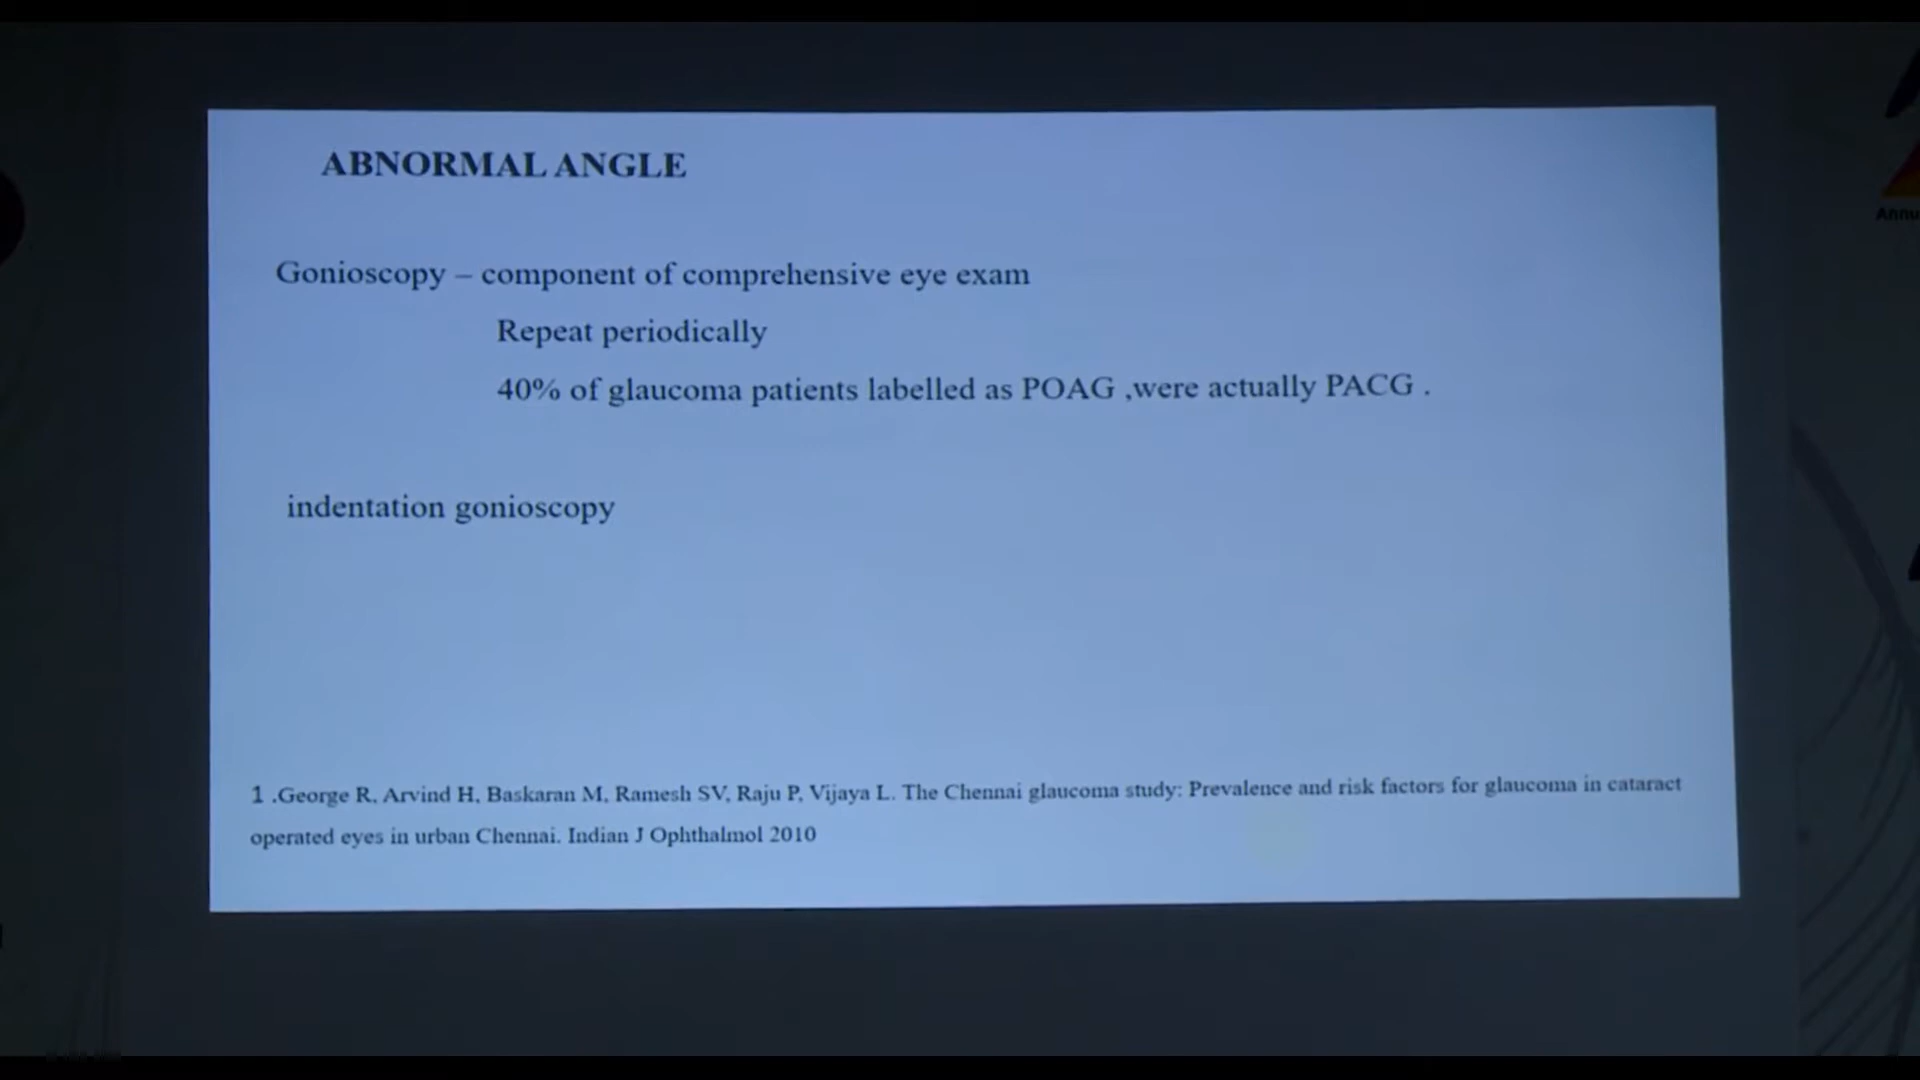 ABNORMAL ANGLE
Gonioscopy – component of comprehensive eye exam
Repeat periodically
40% of glaucoma patients labelled as POAG ,were actually PACG .
indentation gonioscopy
1 .George R, Arvind H, Baskaran M, Ramesh SV, Raju P, Vijaya L. The Chennai glaucoma study: Prevalence and risk factors for glaucoma in cataract
operated eyes in urban Chennai. Indian J Ophthalmol 2010